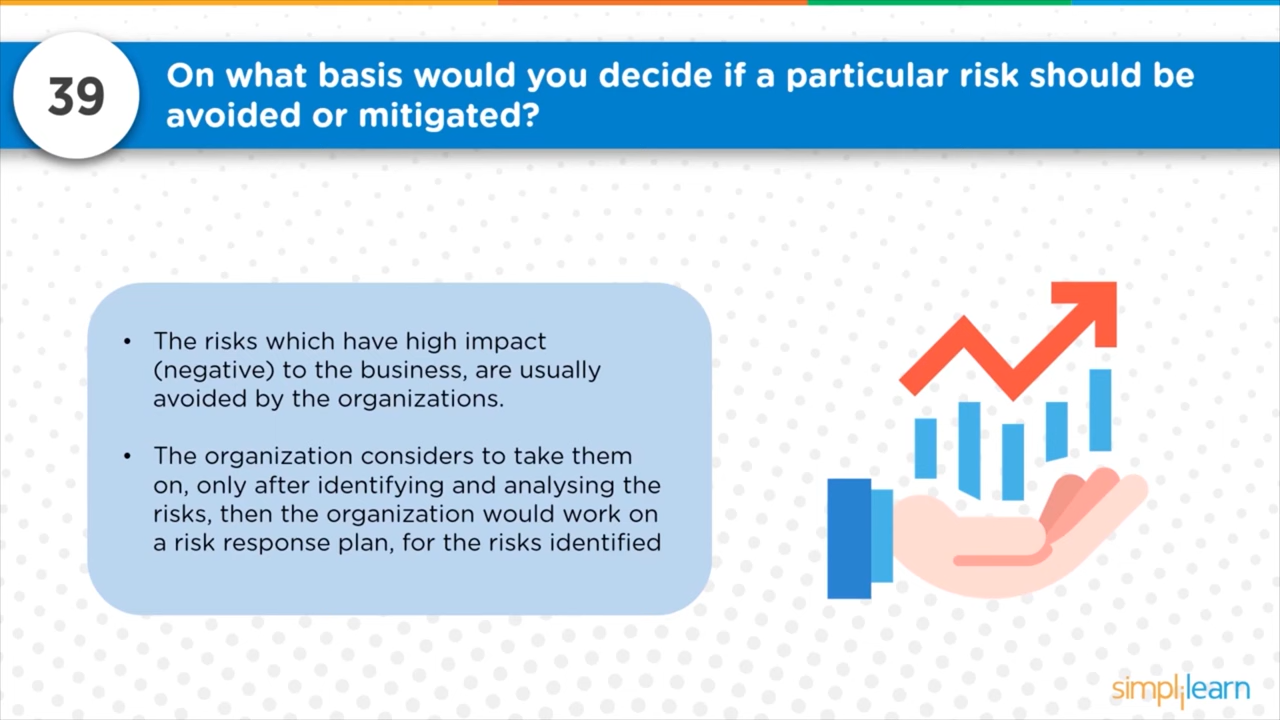 39
On what basis would you decide if a particular risk should be
avoided or mitigated?
• The risks which have high impact
(negative) to the business, are usually
avoided by the organizations.
• The organization considers to take them
on, only after identifying and analysing the
risks, then the organization would work on
a risk response plan, for the risks identified
simplilearn